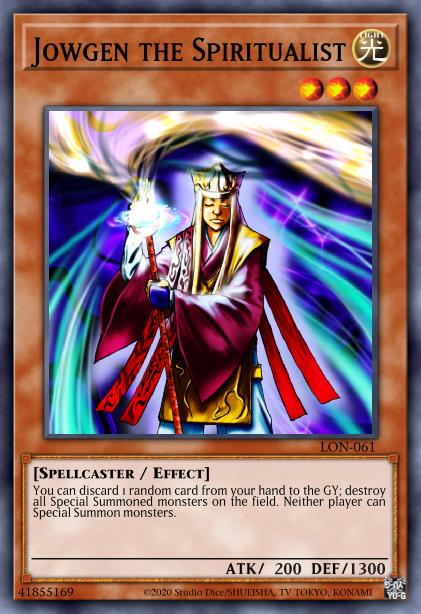 Jowgen the Spiritualist
LIGHT
光
LON-061
[Spellcaster / Effect]
You can discard 1 random card from your hand to the GY; destroy
all Special Summoned monsters on the field. Neither player can
Special Summon monsters.
ATK/ 200 DEF/1300
41855169
©2020 Studio Dice/SHUEISHA, TV TOKYO, KONAMI